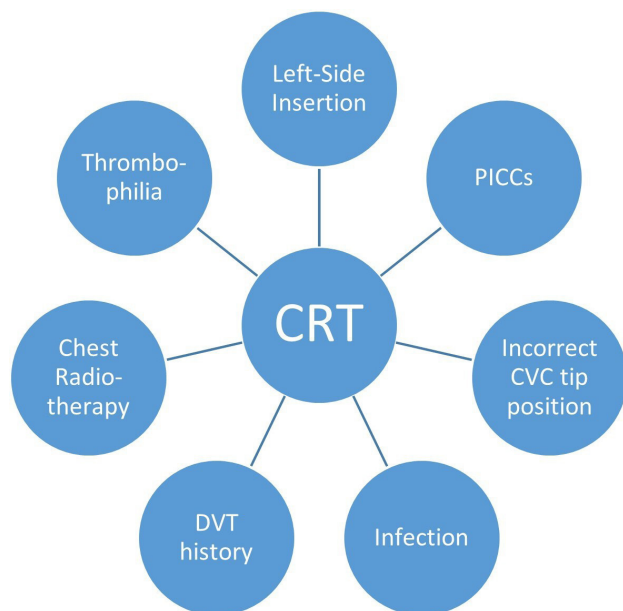 Left-Side
Insertion
PICCs
Incorrect
CVC tip
position
Infection
DVT
history
Chest
Radio-
therapy
Thrombo-
philia
CRT